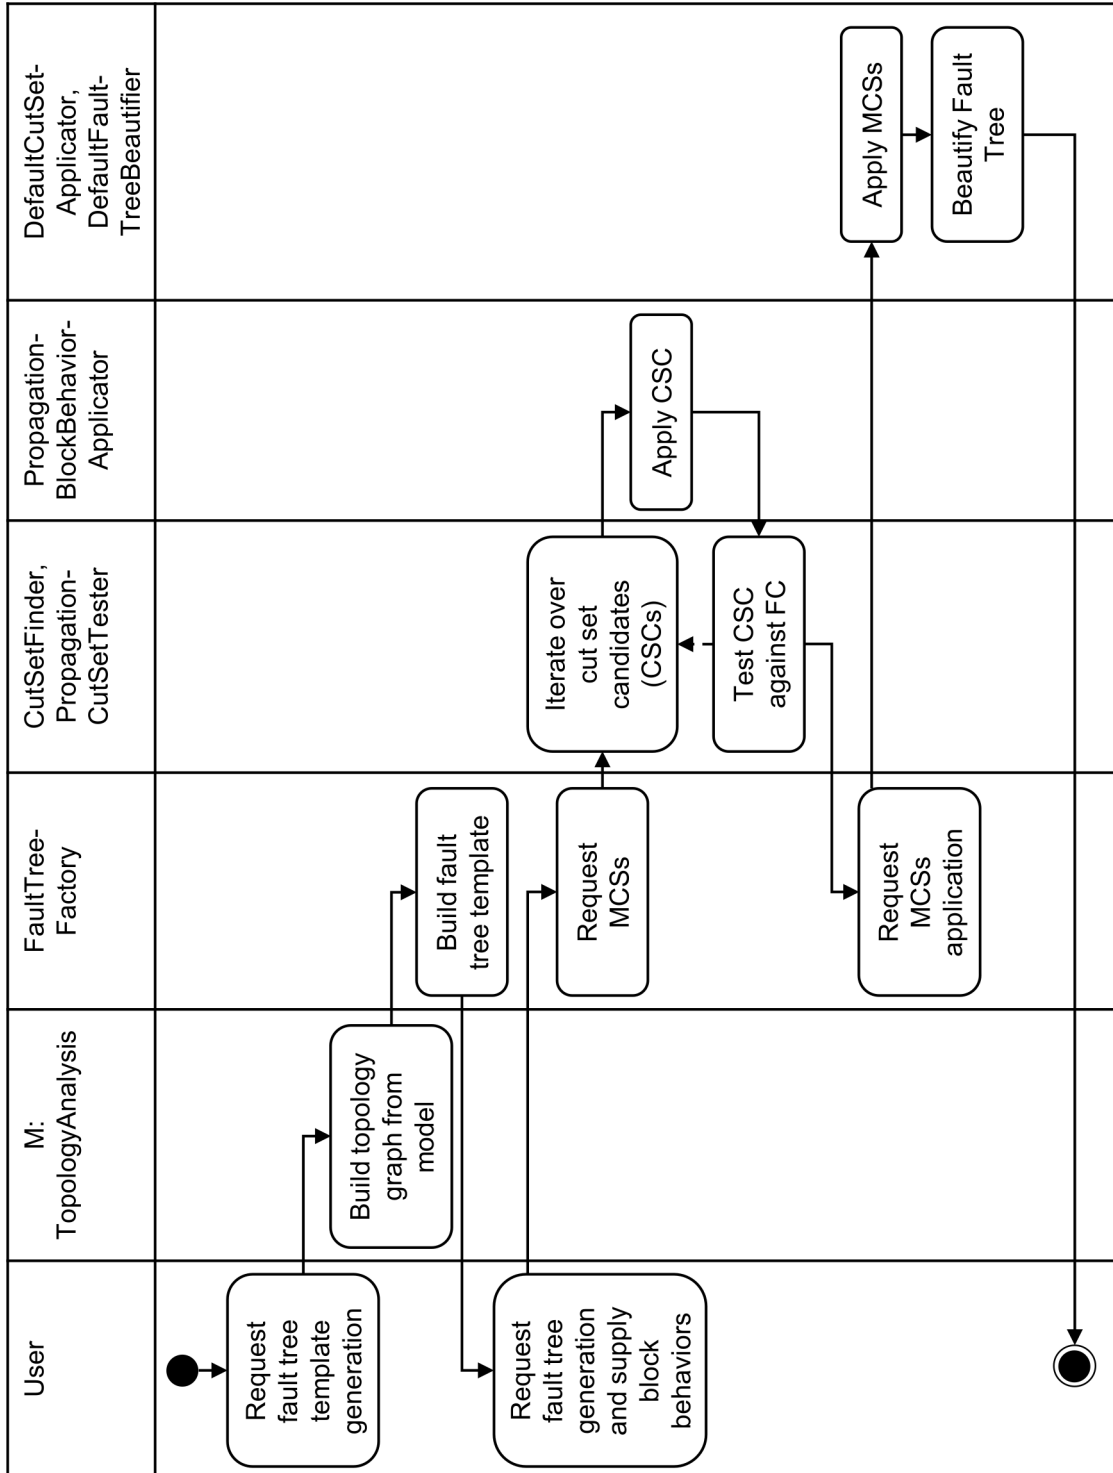 User
M:
TopologyAnalysis
FaultTree-
Factory
CutSetFinder,
Propagation-
CutSetTester
Propagation-
BlockBehavior-
Applicator
DefaultCutSet-
Applicator,
DefaultFault-
TreeBeautifier
Request
fault tree
template
generation
Build topology
graph from
model
Build fault
tree template
Request
fault tree
generation
and supply
block
behaviors
Request
MCSs
Iterate over
cut set
candidates
(CSCs)
Apply CSC
Test CSC
against FC
Request
MCSs
application
Apply MCSs
Beautify Fault
Tree